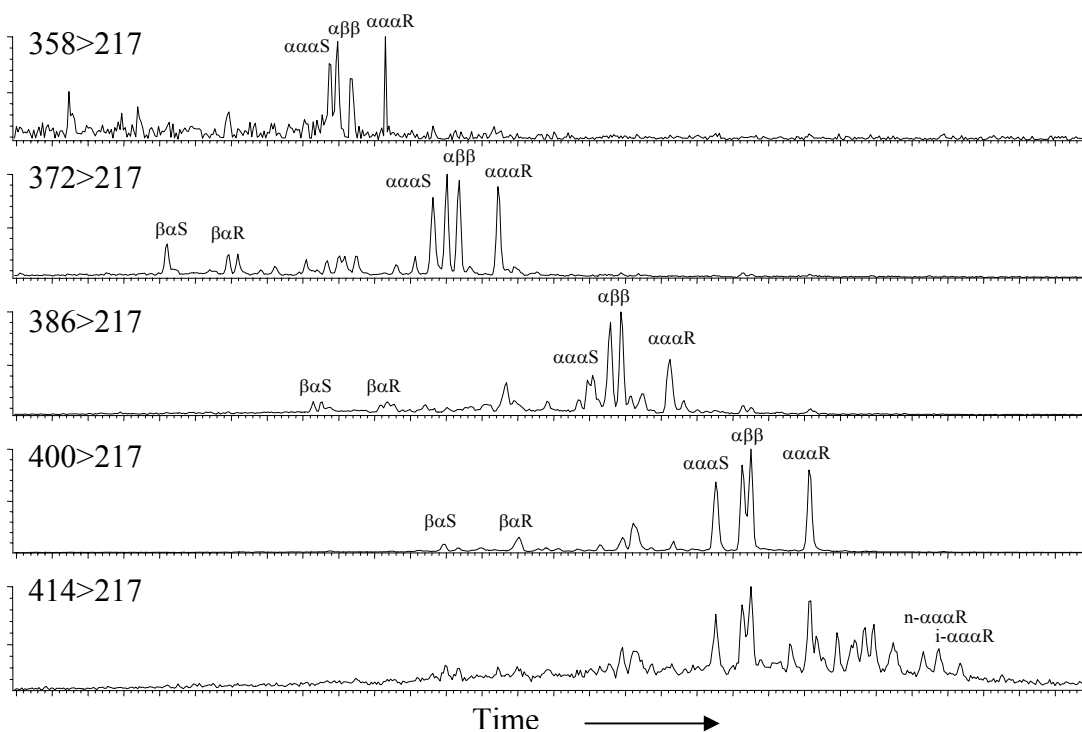 αββ αααR
αααS
358>217
αββ
αααS αααR
372>217
βαS βαR
αββ
386>217
αααS αααR
βαS βαR
αββ
400>217
αααS αααR
βαS βαR
414>217
n-αααR
i-αααR
Time